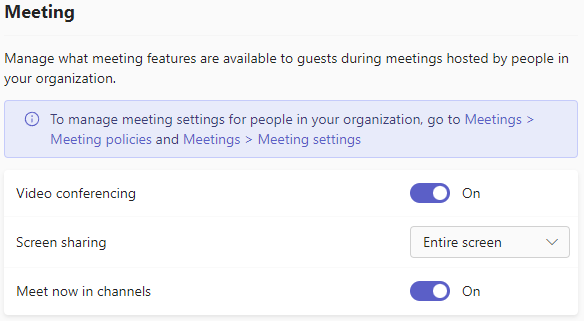 Meeting
Manage what meeting features are available to guests during meetings hosted by people in
your organization.
To manage meeting settings for people in your organization, go to Meetings >
Meeting policies and Meetings > Meeting settings
Video conferencing On
Screen sharing Entire screen
Meet now in channels On